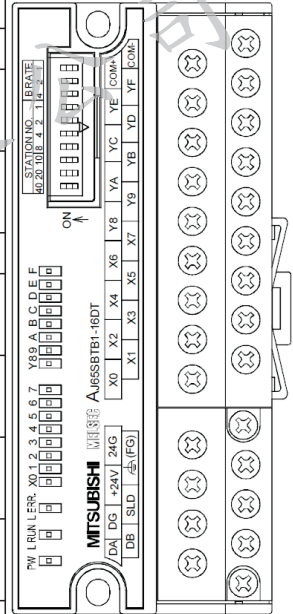 PW L RUN L ERR. X0 1 2 3 4 5 6 7 Y8 9 A B C D E F
STATION NO. B RATE
40 20 10 8 4 2 1 4 2
ON
MITSUBISHI MELSEC AJ65SBTB1-16DT
DA DG +24V 24G X0 X2 X4 X6 Y8 YA YC YE COM+
DB SLD (FG) X1 X3 X5 X7 Y9 YB YD YF COM-